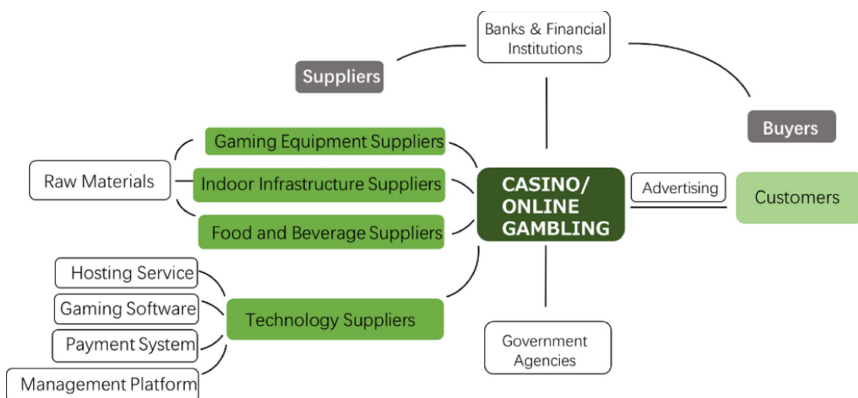 Banks & Financial
Institutions
Suppliers
Buyers
Gaming Equipment Suppliers
Raw Materials
Indoor Infrastructure Suppliers
Food and Beverage Suppliers
CASINO/
ONLINE
GAMBLING
Advertising
Customers
Hosting Service
Gaming Software
Payment System
Management Platform
Technology Suppliers
Government
Agencies